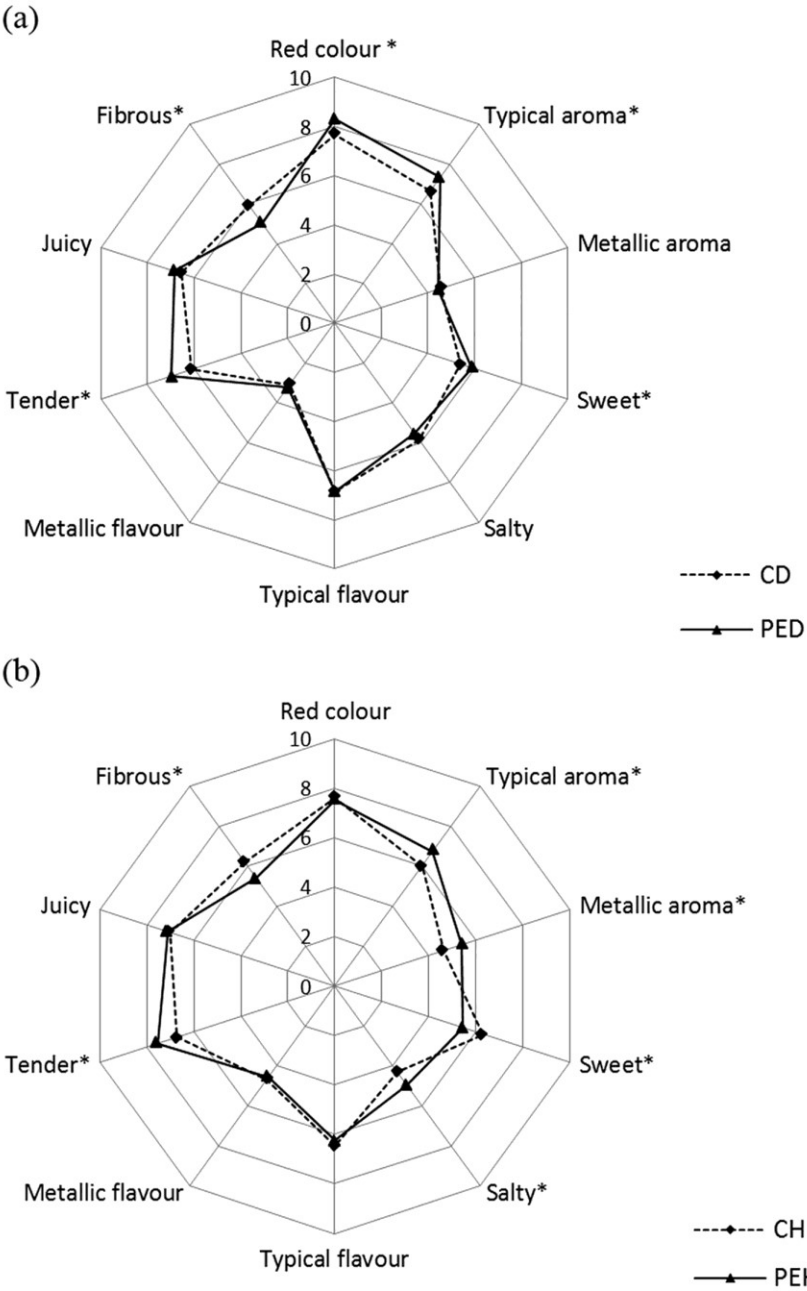 (a)
Red colour *
10
Fibrous*
Typical aroma*
8
6
Juicy
Metallic aroma
4
2
0
Tender*
Sweet*
Metallic flavour
Salty
Typical flavour
CD
PED
(b)
Red colour
10
Fibrous*
Typical aroma*
8
6
Juicy
Metallic aroma*
4
2
0
Tender*
Sweet*
Metallic flavour
Salty*
Typical flavour
CH